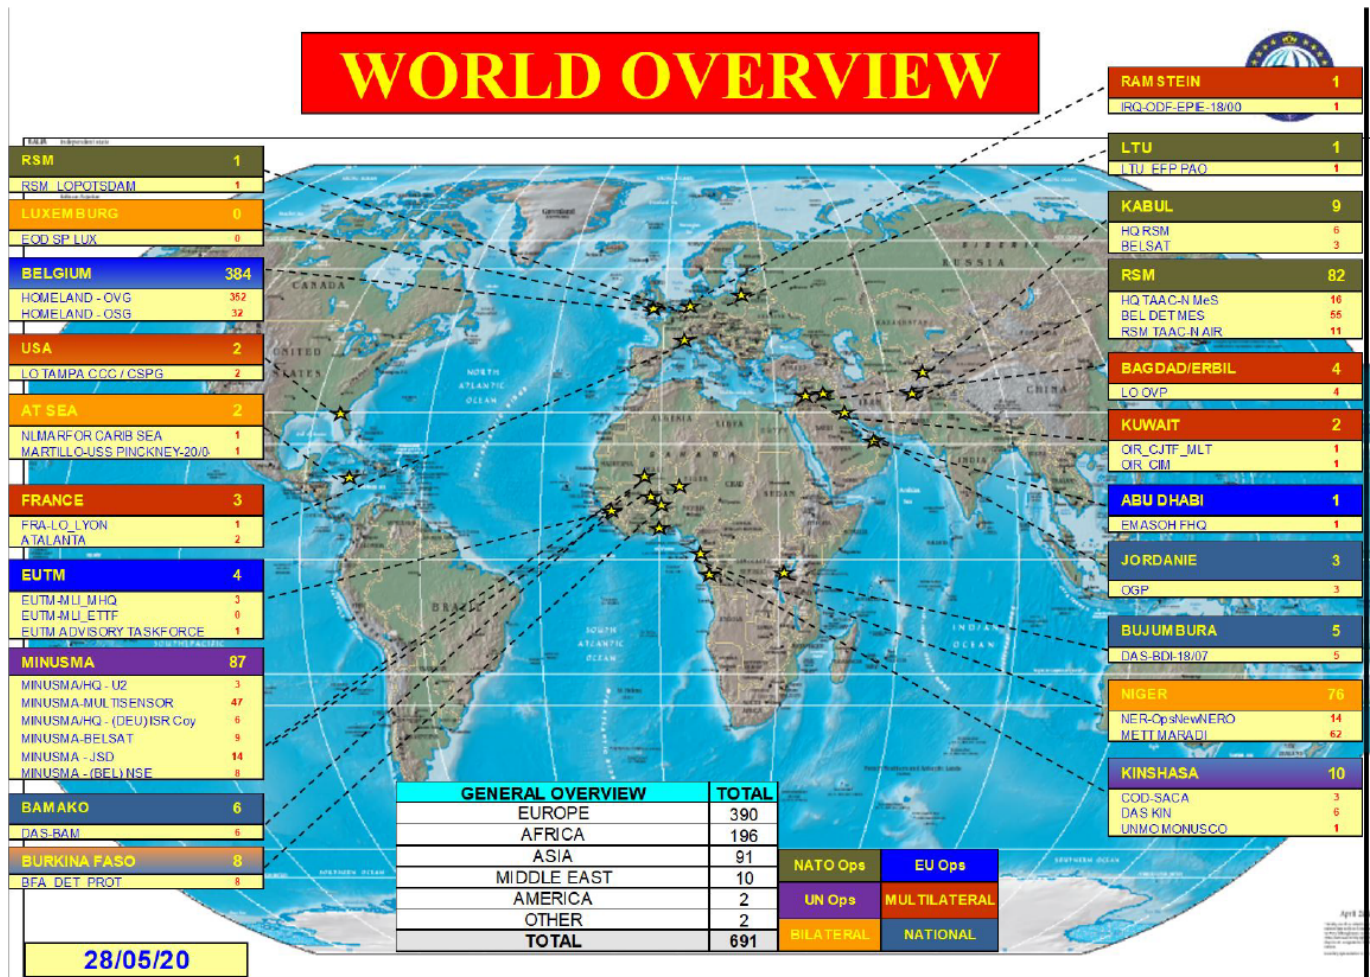 WORLD OVERVIEW
RSM 1
RSM_LOPOTSDAM 1
LUXEMBURG 0
EOD SP LUX 0
BELGIUM 384
HOMELAND - OVG 352
HOMELAND - OSG 32
USA 2
LO TAMPA CCC / CSPG 2
AT SEA 2
NLMARFOR CARIB SEA 1
MARTILLO-USS PINCKNEY-20/0 1
FRANCE 3
FRA-LO_LYON 1
ATALANTA 2
EUTM 4
EUTM-MLI_MHQ 3
EUTM-MLI_ETTF 0
EUTM ADVISORY TASKFORCE 1
MINUSMA 87
MINUSMA/HQ - U2 3
MINUSMA-MULTISENSOR 47
MINUSMA/HQ - (DEU) ISR Coy 6
MINUSMA-BELSAT 9
MINUSMA - JSD 14
MINUSMA - (BEL) NSE 8
BAMAKO 6
DAS-BAM 6
BURKINA FASO 8
BFA_DET_PROT 8
28/05/20
RAMSTEIN 1
IRQ-ODF-EPIE-18/00 1
LTU 1
LTU_EFP PAO 1
KABUL 9
HQ RSM 6
BELSAT 3
RSM 82
HQ TAAC-N MeS 16
BEL DET MES 55
RSM TAAC-N AIR 11
BAGDAD/ERBIL 4
LO OVP 4
KUWAIT 2
OIR_CJTF_MLT 1
OIR_CIM 1
ABU DHABI 1
EMASOH FHQ 1
JORDANIE 3
OGP 3
BUJUMBURA 5
DAS-BDI-18/07 5
NIGER 76
NER-OpsNewNERO 14
METT MARADI 62
KINSHASA 10
COD-SACA 3
DAS KIN 6
UNMO MONUSCO 1
GENERAL OVERVIEW TOTAL
EUROPE 390
AFRICA 196
ASIA 91
MIDDLE EAST 10
AMERICA 2
OTHER 2
TOTAL 691
NATO Ops EU Ops
UN Ops MULTILATERAL
BILATERAL NATIONAL
CANADA
UNITED
STATES
NORTH
ATLANTIC
OCEAN
BRAZIL
SOUTH
ATLANTIC
OCEAN
RUSSIA
SIBERIA
CHINA
INDIA
INDIAN
OCEAN
ALGERIA
LIBYA
Greenland